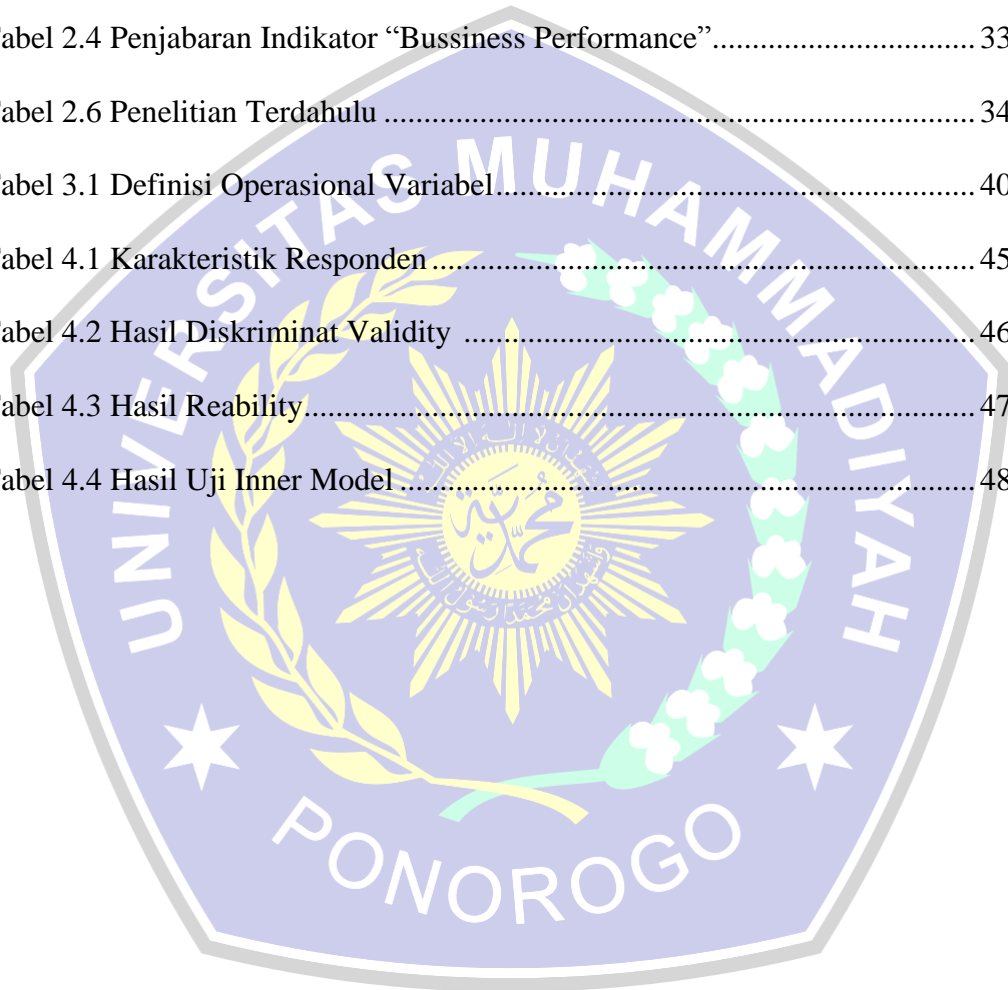 abel 2.4 Penjabaran Indikator “Bussiness Performance”........................... 33
abel 2.6 Penelitian Terdahulu ........................... 34
abel 3.1 Definisi Operasional Variabel........................... 40
abel 4.1 Karakteristik Responden ........................... 45
abel 4.2 Hasil Diskriminat Validity ........................... 46
abel 4.3 Hasil Reability........................... 47
abel 4.4 Hasil Uji Inner Model ........................... 48
UNIVERSITAS MUHAMMADIYAH
PONOROGO
محمدية